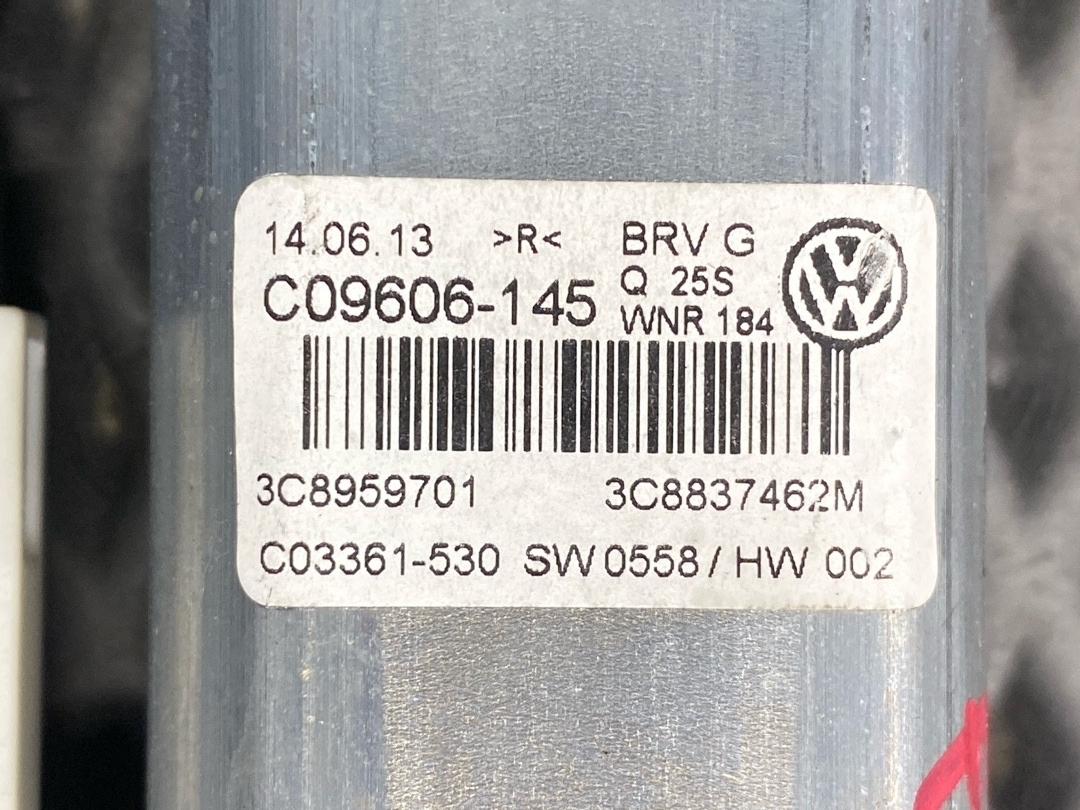 14.06.13 >R< BRV G
Q 25S
C09606-145 WNR 184
3C8959701 3C8837462M
C03361-530 SW 0558 / HW 002